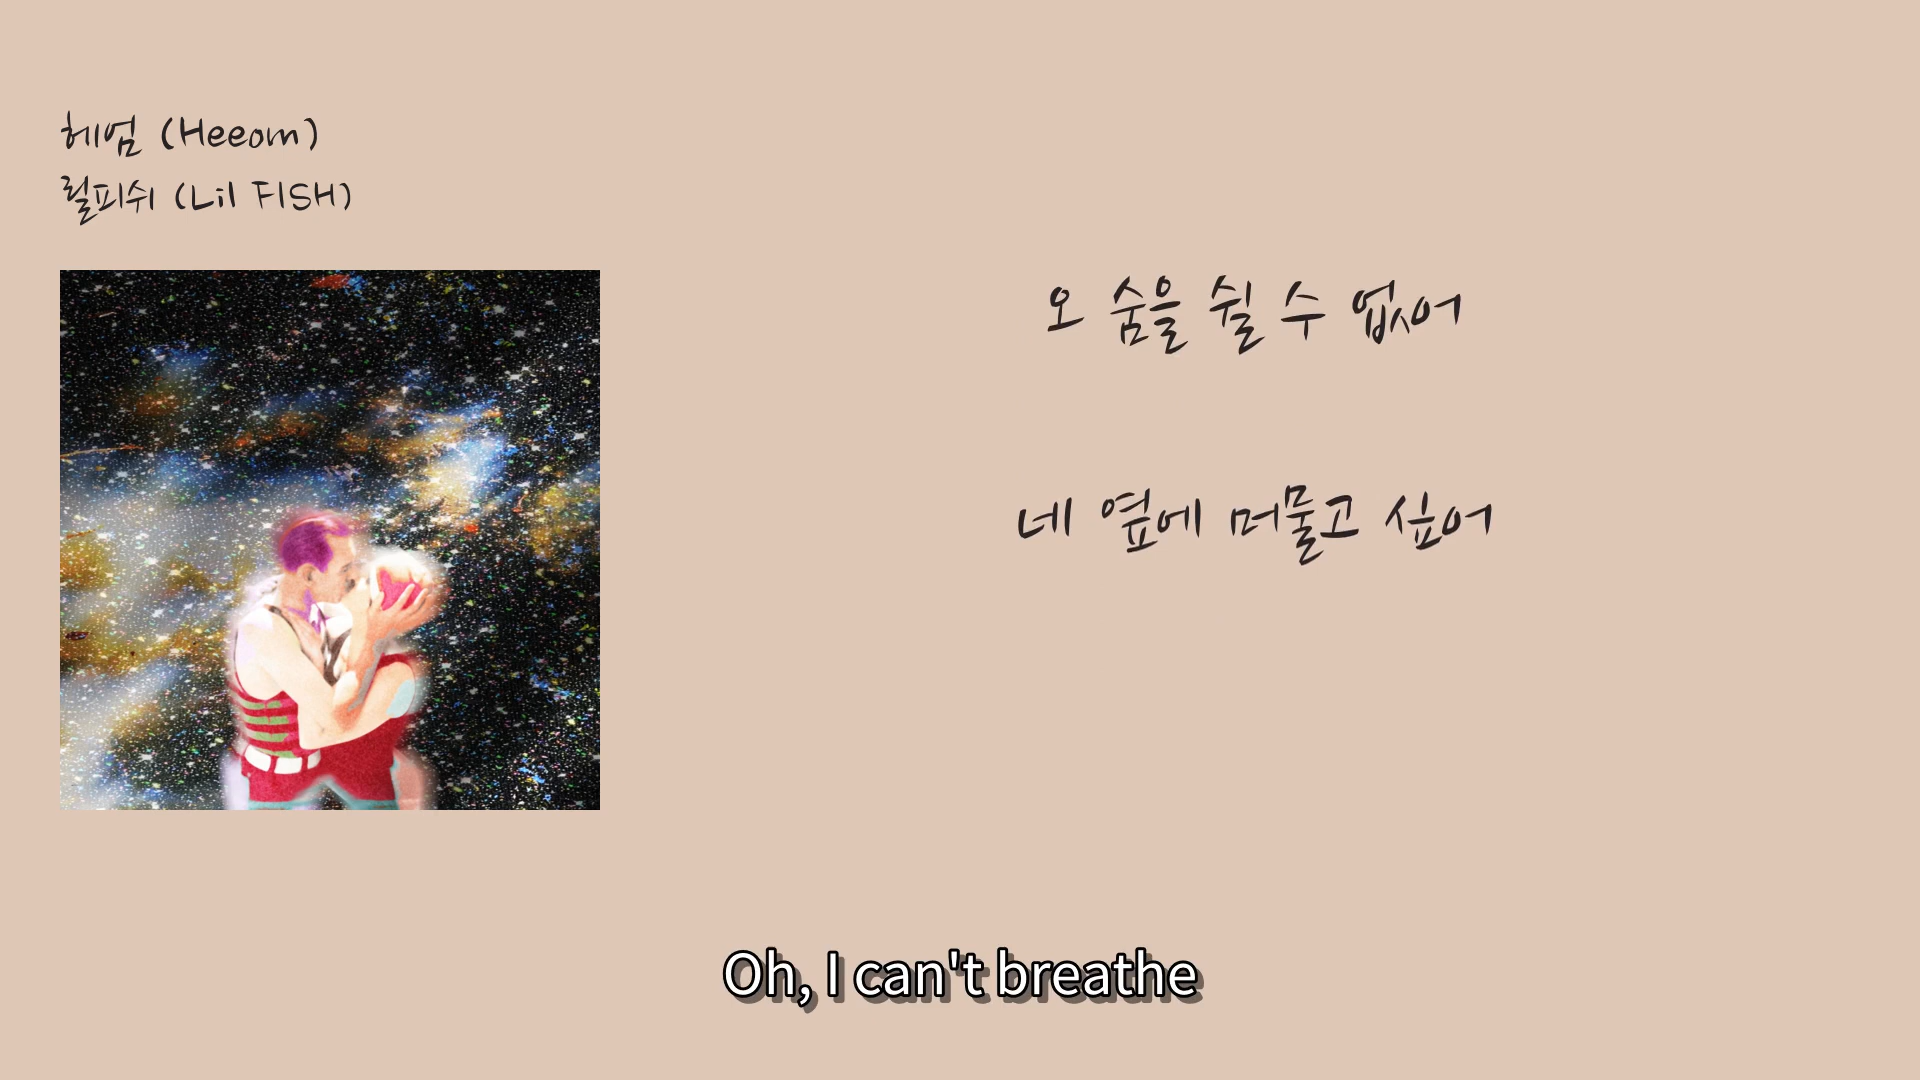 헤엄 (Heeom)
릴피쉬 (Lil FISH)
오 숨을 쉴 수 없어
네 옆에 머물고 싶어
Oh, I can't breathe